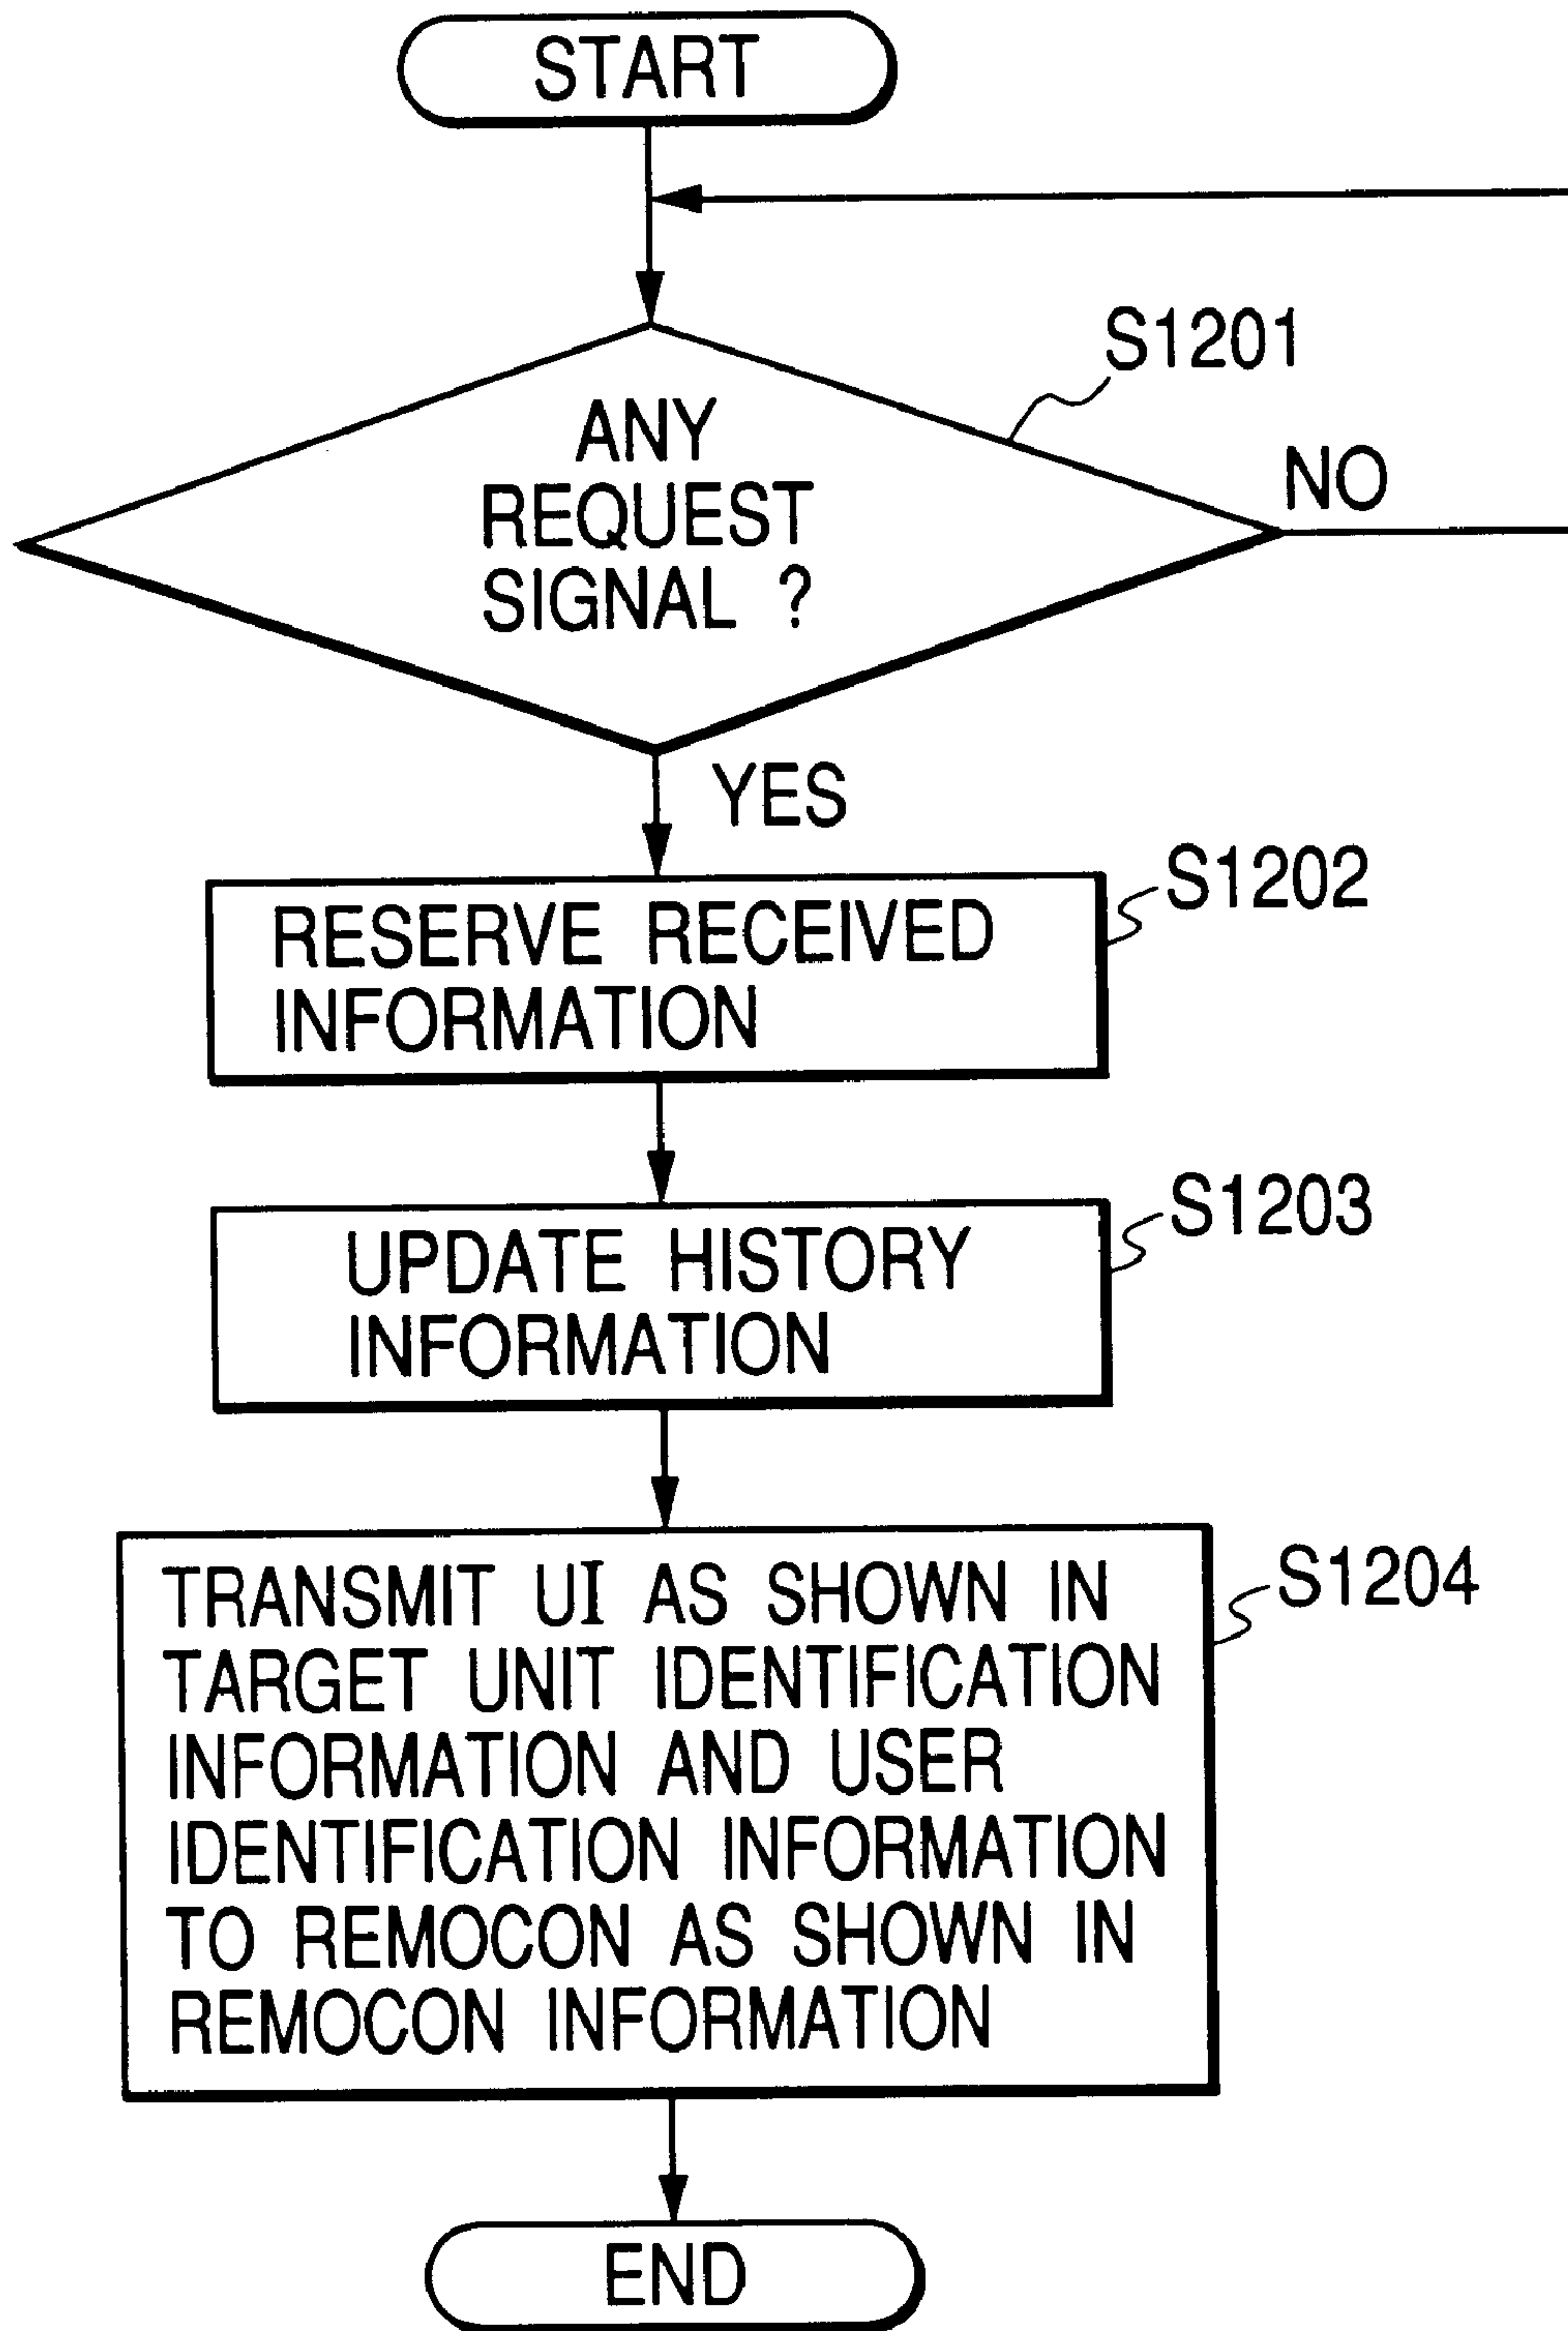 START
S1201
ANY
REQUEST
SIGNAL ?
NO
YES
S1202
RESERVE RECEIVED
INFORMATION
S1203
UPDATE HISTORY
INFORMATION
S1204
TRANSMIT UI AS SHOWN IN
TARGET UNIT IDENTIFICATION
INFORMATION AND USER
IDENTIFICATION INFORMATION
TO REMOCON AS SHOWN IN
REMOCON INFORMATION
END